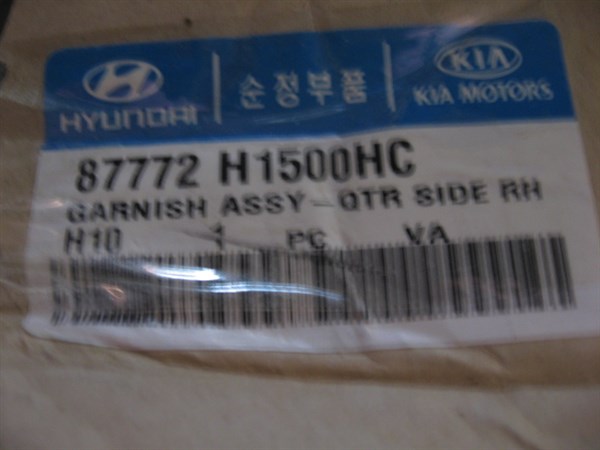 HYUNDAI
순정부품
KIA
KIA MOTORS
87772 H1500HC
GARNISH ASSY-QTR SIDE RH
H10 1 PC VA